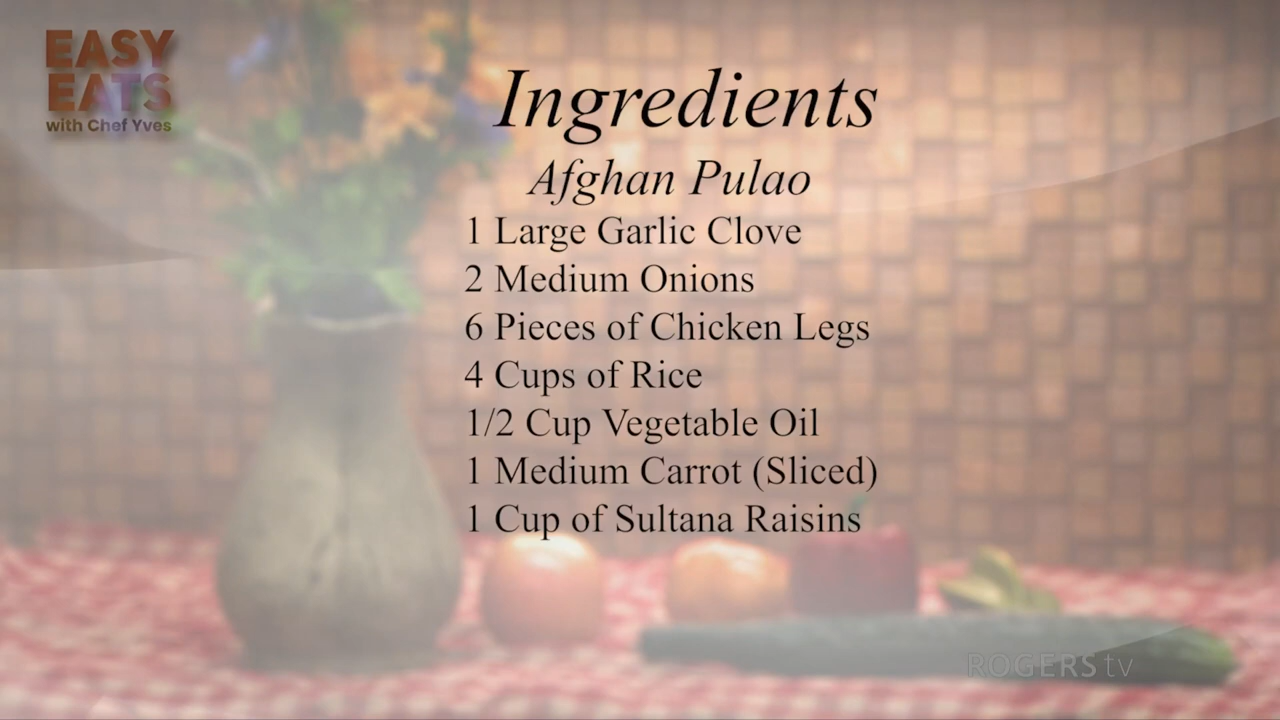 EASY
EATS
with Chef Yves
Ingredients
Afghan Pulao
1 Large Garlic Clove
2 Medium Onions
6 Pieces of Chicken Legs
4 Cups of Rice
1/2 Cup Vegetable Oil
1 Medium Carrot (Sliced)
1 Cup of Sultana Raisins
ROGERS tv